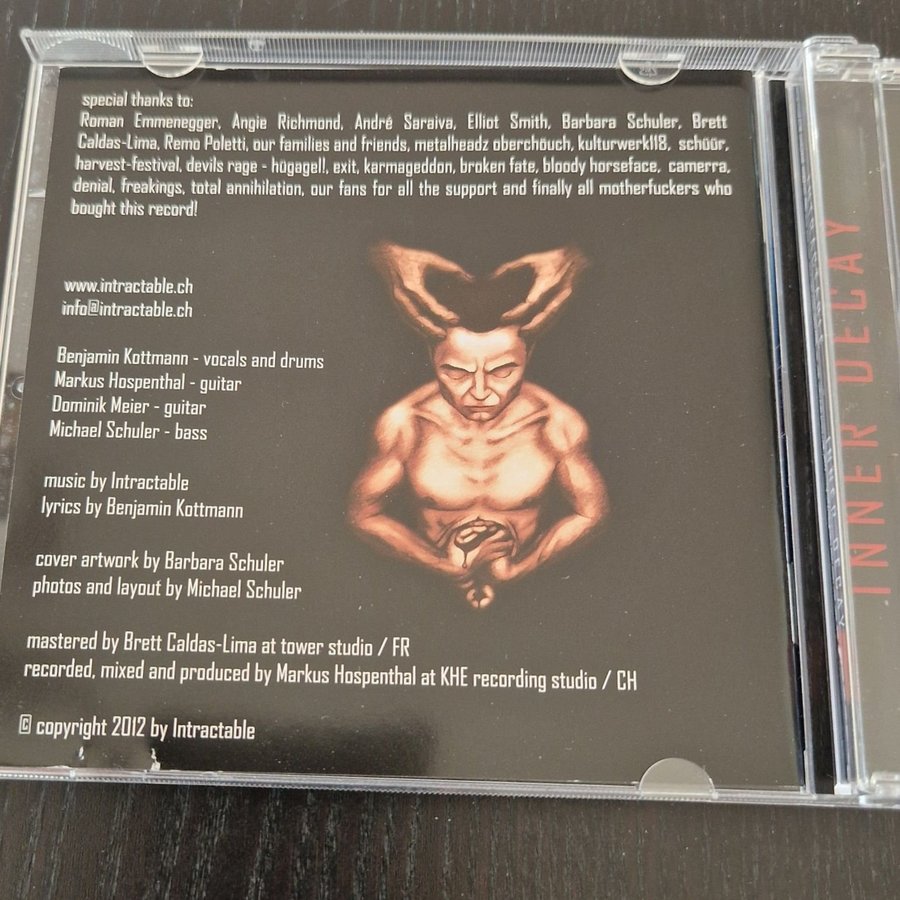 special thanks to:
Roman Emmenegger, Angie Richmond, André Saraiva, Elliot Smith, Barbara Schuler, Brett
Caldas-Lima, Remo Poletti, our families and friends, metalheadz oberchöuch, kulturwerk118, schüür,
harvest-festival, devils rage - hügagel!, exit, karmageddon, broken fate, bloody horseface, camerra,
denial, freakings, total annihilation, our fans for all the support and finally all motherfuckers who
bought this record!
www.intractable.ch
info@intractable.ch
Benjamin Kottmann - vocals and drums
Markus Hospenthal - guitar
Dominik Meier - guitar
Michael Schuler - bass
music by Intractable
lyrics by Benjamin Kottmann
cover artwork by Barbara Schuler
photos and layout by Michael Schuler
mastered by Brett Caldas-Lima at tower studio / FR
recorded, mixed and produced by Markus Hospenthal at KHE recording studio / CH
© copyright 2012 by Intractable
INNER DECAY